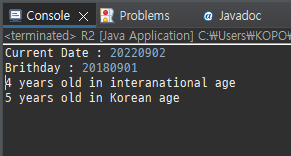 Console
Problems
@ Javadoc
<terminated> R2 [Java Application] C:\Users\KOPO\
Current Date : 20220902
Brithday : 20180901
4 years old in interanational age
5 years old in Korean age